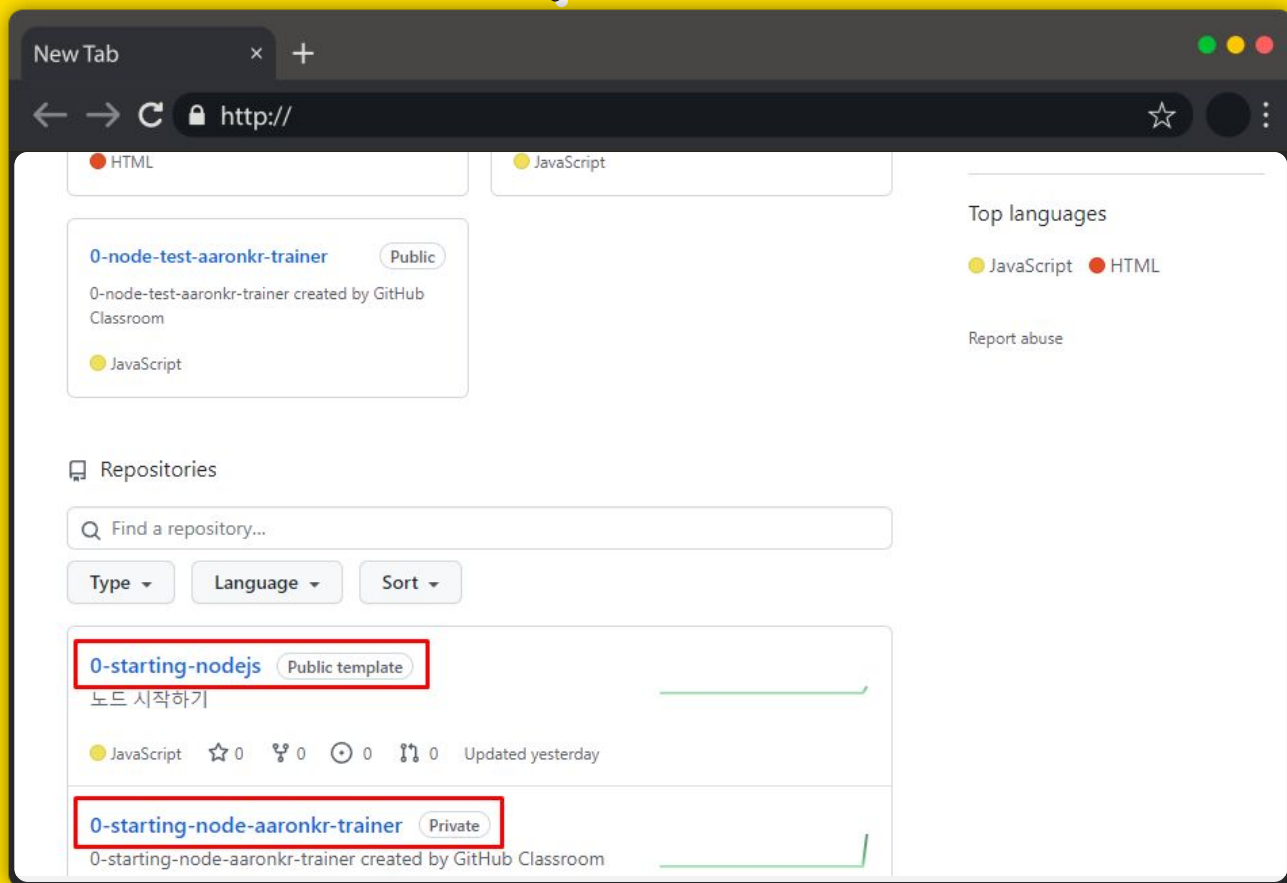 New Tab
http://
HTML
JavaScript
Top languages
JavaScript HTML
Report abuse
0-node-test-aaronkr-trainer Public
0-node-test-aaronkr-trainer created by GitHub
Classroom
JavaScript
Repositories
Find a repository...
Type Language Sort
0-starting-nodejs Public template
노드 시작하기
JavaScript 0 0 0 0 Updated yesterday
0-starting-node-aaronkr-trainer Private
0-starting-node-aaronkr-trainer created by GitHub Classroom